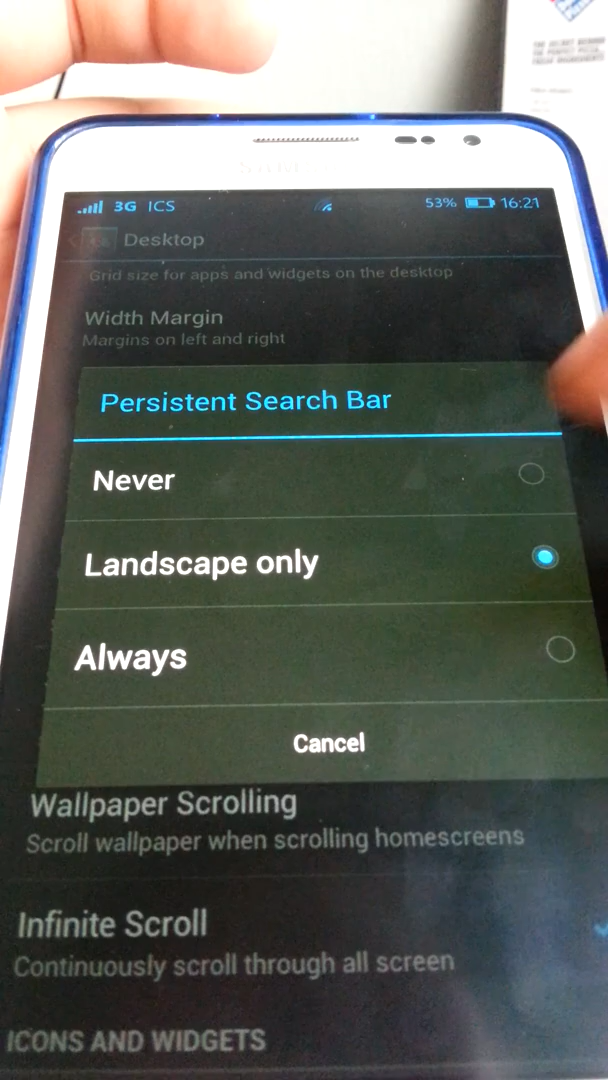 3G ICS 53% 16:21
Desktop
Grid size for apps and widgets on the desktop
Width Margin
Margins on left and right
Persistent Search Bar
Never
Landscape only
Always
Cancel
Wallpaper Scrolling
Scroll wallpaper when scrolling homescreens
Infinite Scroll
Continuously scroll through all screen
ICONS AND WIDGETS